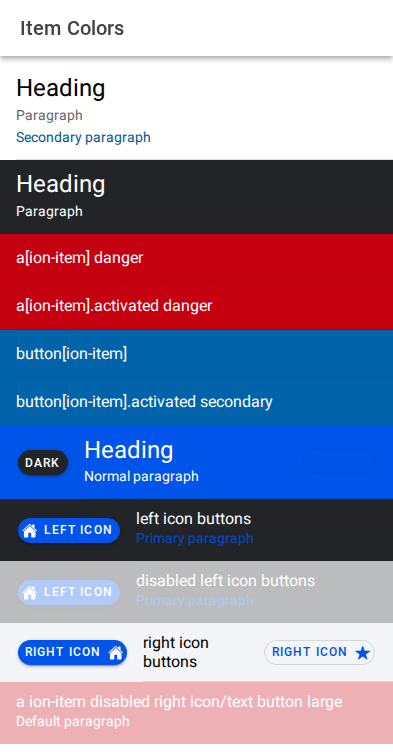 Item Colors
Heading
Paragraph
Secondary paragraph
Heading
Paragraph
a[ion-item] danger
a[ion-item].activated danger
button[ion-item]
button[ion-item].activated secondary
DARK
Heading
Normal paragraph
LEFT ICON
left icon buttons
Primary paragraph
LEFT ICON
disabled left icon buttons
Primary paragraph
RIGHT ICON
right icon
buttons
RIGHT ICON
a ion-item disabled right icon/text button large
Default paragraph